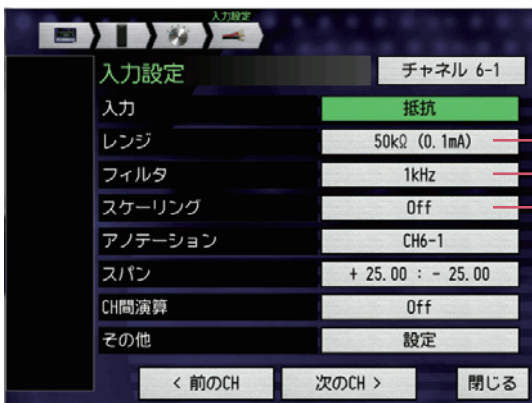 入力設定
入力設定 チャネル 6-1
入力 抵抗
レンジ 50kΩ (0.1mA)
フィルタ 1kHz
スケーリング Off
アノテーション CH6-1
スパン + 25.00 : - 25.00
CH間演算 Off
その他 設定
< 前のCH 次のCH > 閉じる